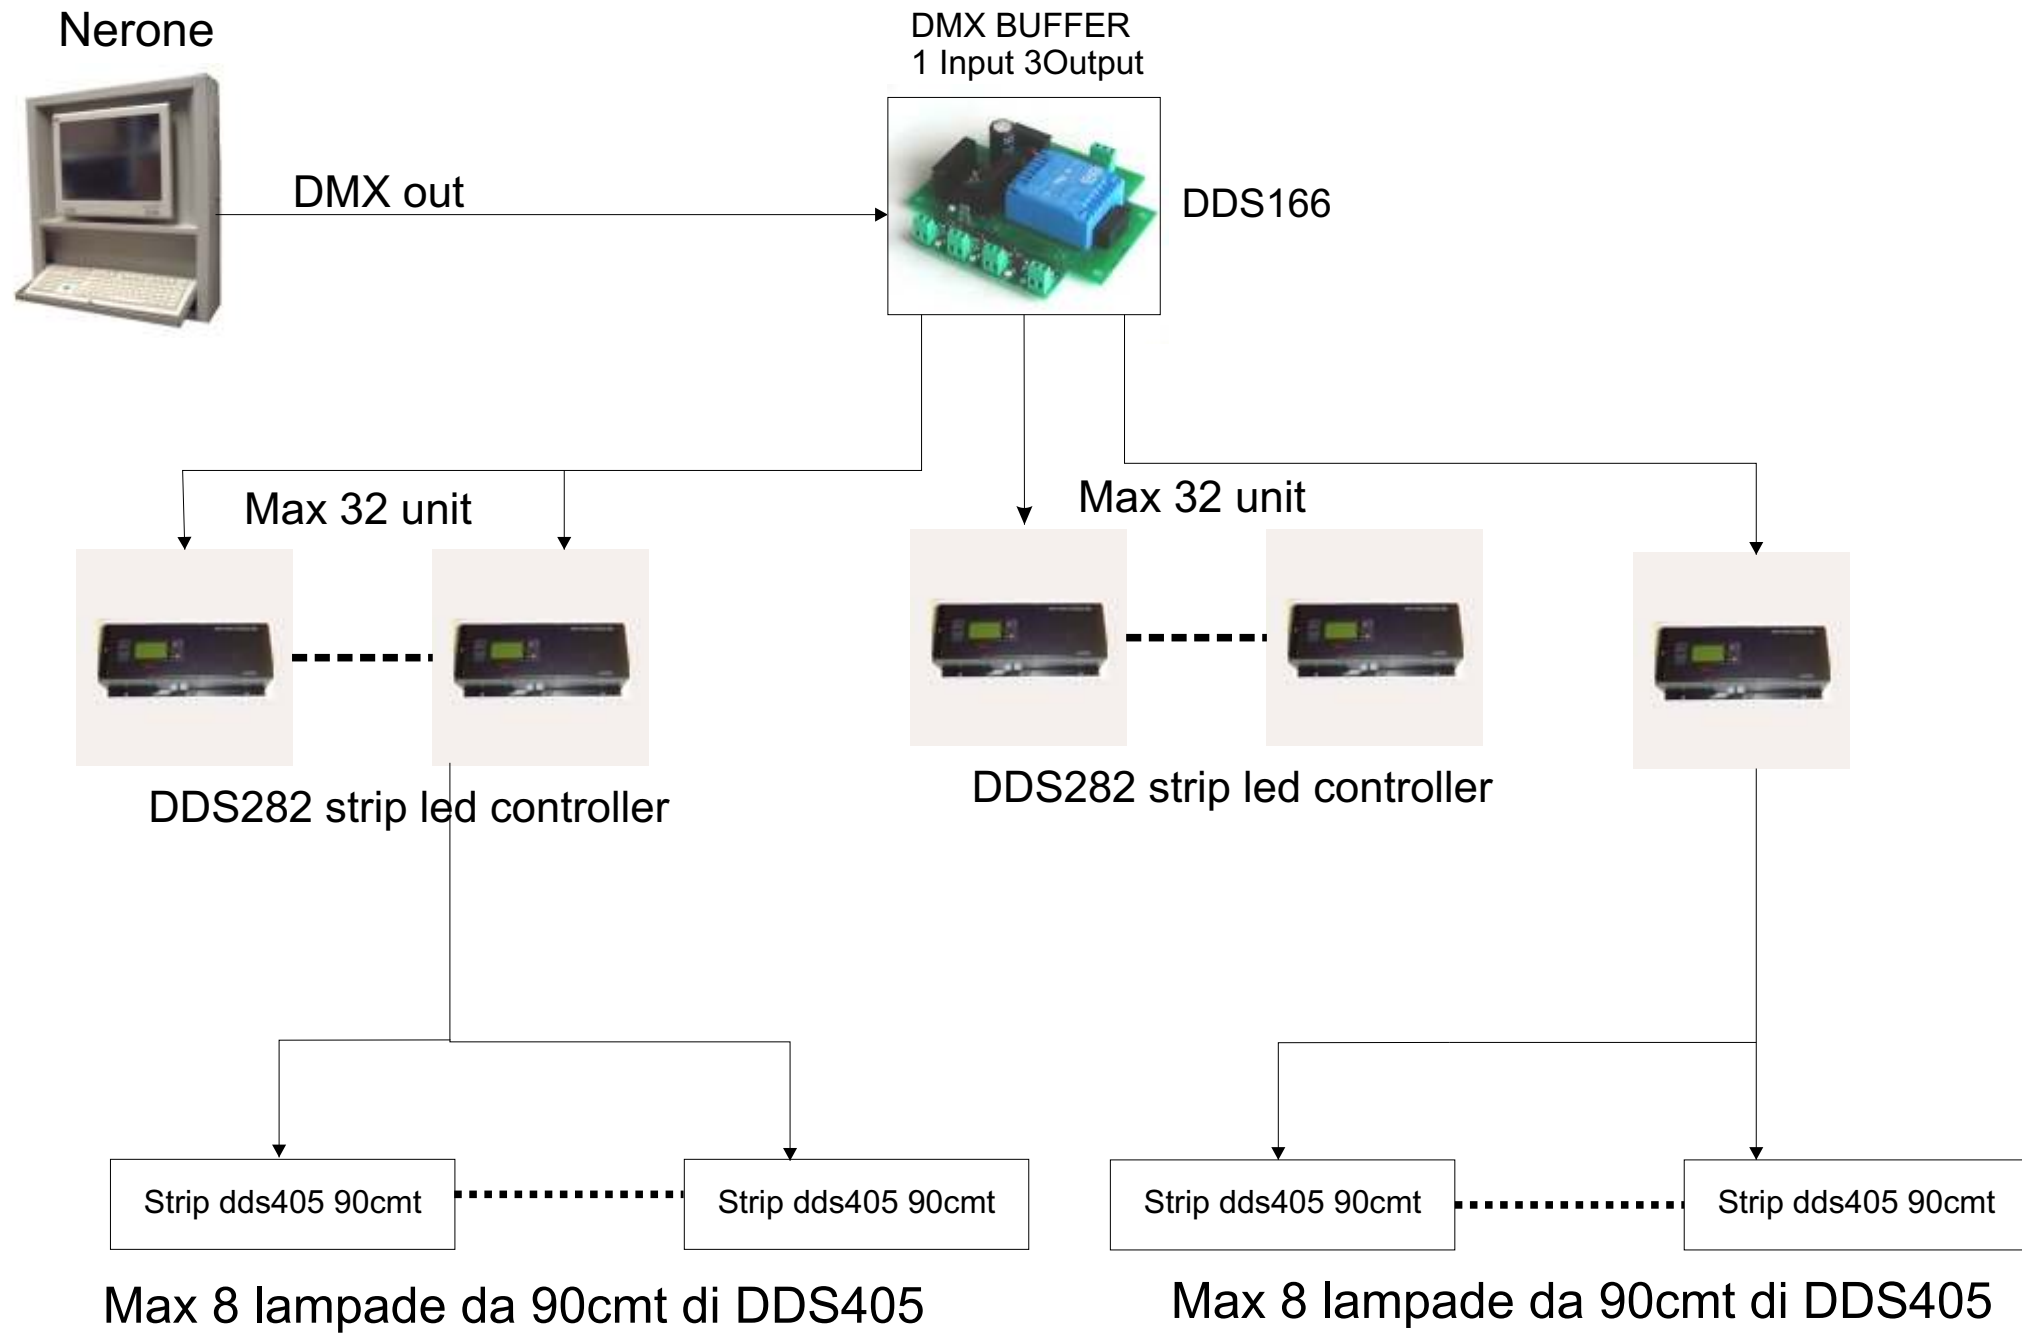 Nerone
DMX BUFFER
1 Input 3Output
DMX out
DDS166
Max 32 unit
Max 32 unit
DDS282 strip led controller
DDS282 strip led controller
Strip dds405 90cmt
Strip dds405 90cmt
Strip dds405 90cmt
Strip dds405 90cmt
Max 8 lampade da 90cmt di DDS405
Max 8 lampade da 90cmt di DDS405